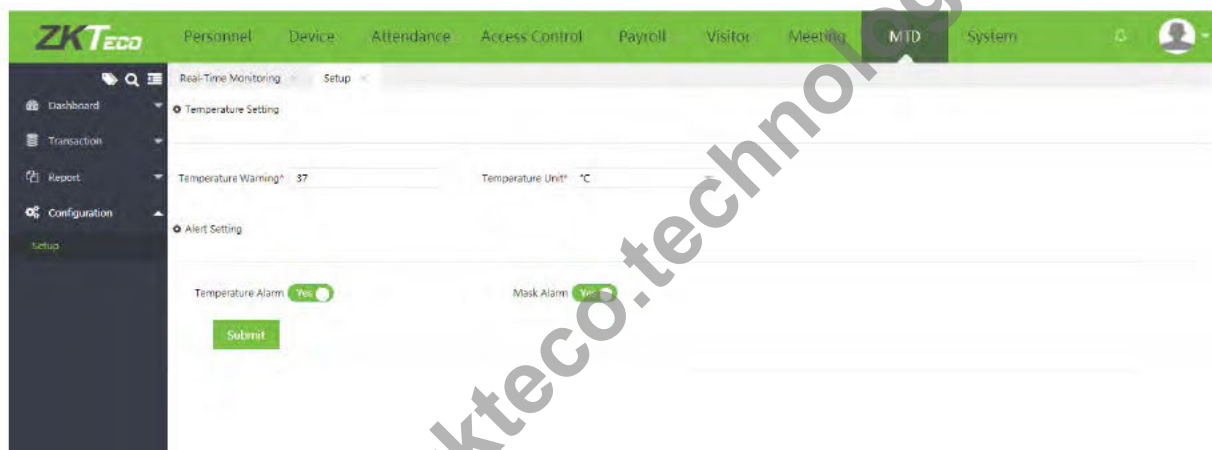 ZKTECO Personnel Device Attendance Access Control Payroll Visitor Meeting MTD System
Real-Time Monitoring Setup
Dashboard
Temperature Setting
Transaction
Report
Temperature Warning* 37 Temperature Unit* °C
Configuration
Alert Setting
Setup
Temperature Alarm Yes Mask Alarm Yes
Submit
zkteco.technolog